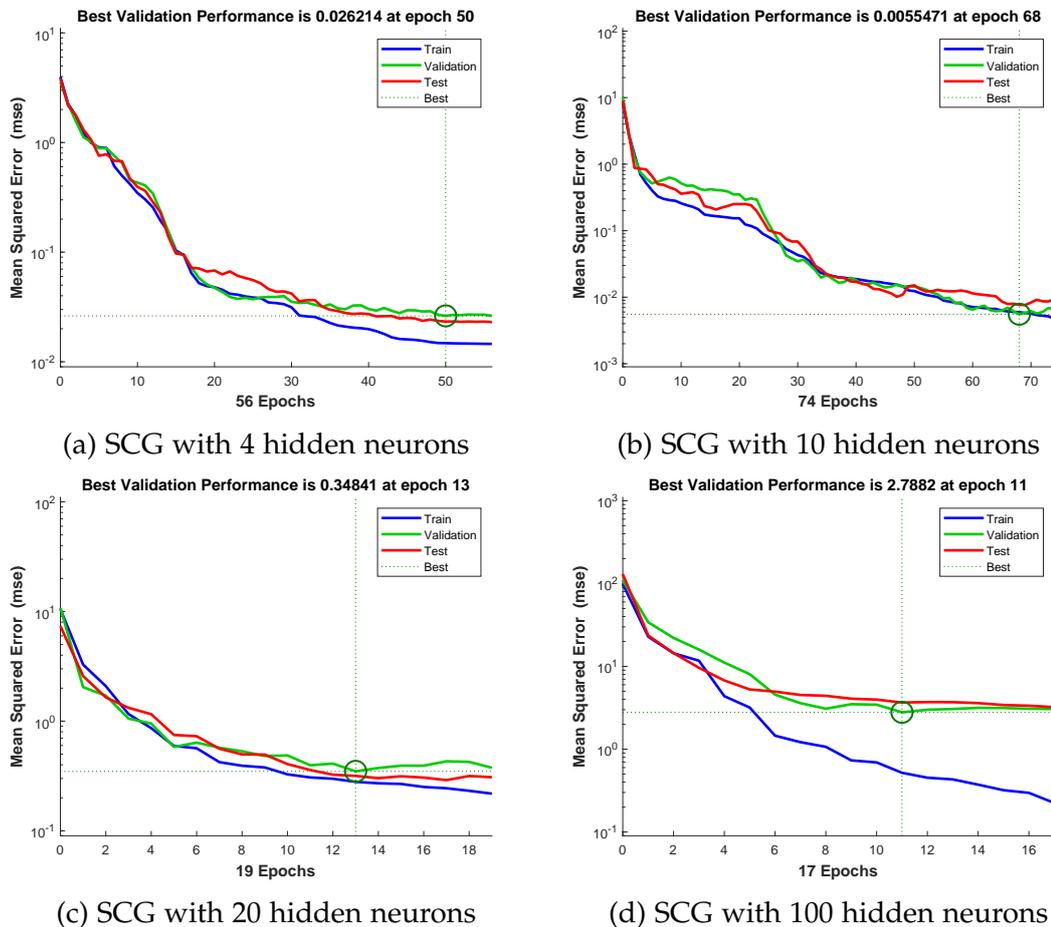 Best Validation Performance is 0.026214 at epoch 50
10^1
10^0
10^-1
10^-2
Mean Squared Error (mse)
Train
Validation
Test
Best
0 10 20 30 40 50
56 Epochs
(a) SCG with 4 hidden neurons
Best Validation Performance is 0.0055471 at epoch 68
10^2
10^1
10^0
10^-1
10^-2
10^-3
Mean Squared Error (mse)
Train
Validation
Test
Best
0 10 20 30 40 50 60 70
74 Epochs
(b) SCG with 10 hidden neurons
Best Validation Performance is 0.34841 at epoch 13
10^2
10^1
10^0
10^-1
Mean Squared Error (mse)
Train
Validation
Test
Best
0 2 4 6 8 10 12 14 16 18
19 Epochs
(c) SCG with 20 hidden neurons
Best Validation Performance is 2.7882 at epoch 11
10^3
10^2
10^1
10^0
10^-1
Mean Squared Error (mse)
Train
Validation
Test
Best
0 2 4 6 8 10 12 14 16
17 Epochs
(d) SCG with 100 hidden neurons